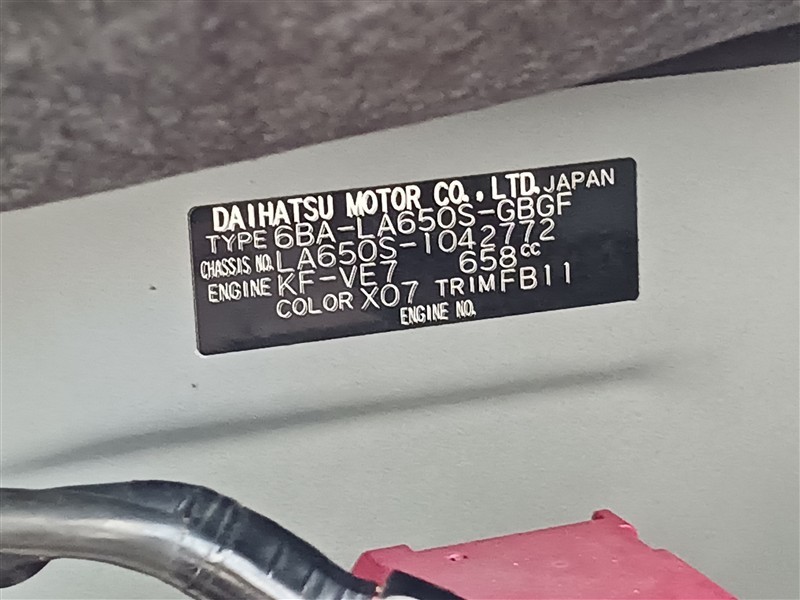 DAIHATSU MOTOR CO., LTD. JAPAN
TYPE 6BA-LA650S-GBGF
CHASSIS NO. LA650S-1042772
ENGINE KF-VE7 658cc
COLOR X07 TRIM FB11
ENGINE NO.